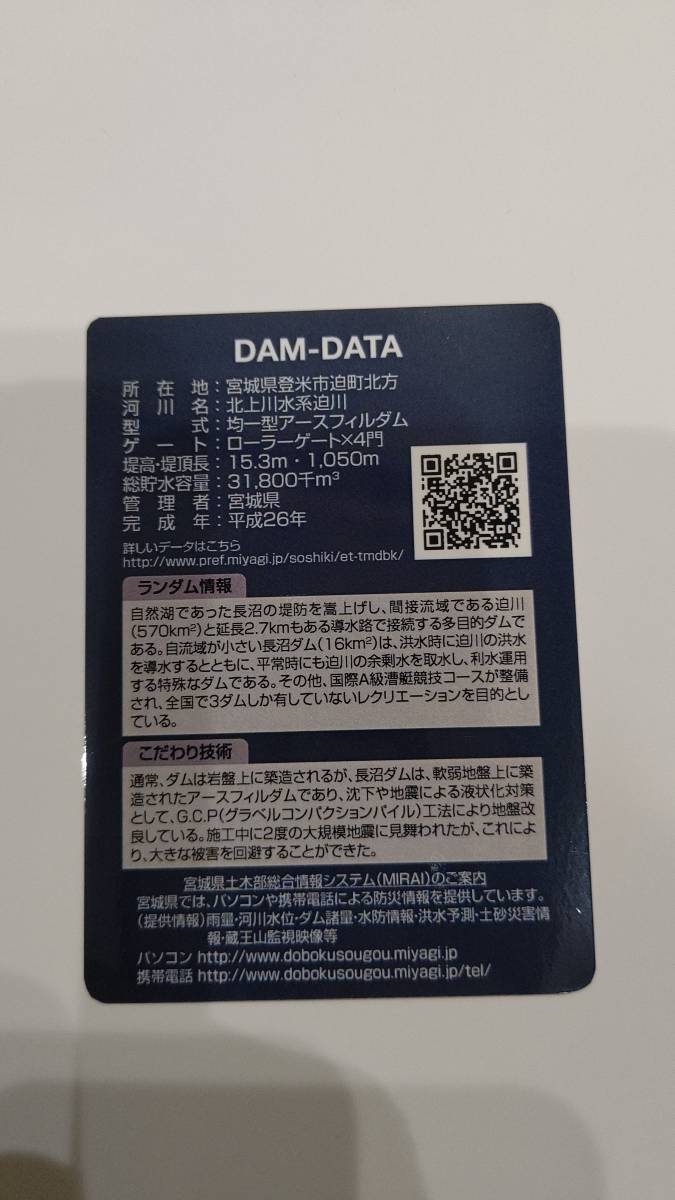 DAM-DATA
所在地：宮城県登米市迫町北方
河川名：北上川水系迫川
型式：均一型アースフィルダム
ゲート：ローラーゲート×4門
堤高･堤頂長：15.3m・1,050m
総貯水容量：31,800千m³
管理者：宮城県
完成年：平成26年
詳しいデータはこちら
http://www.pref.miyagi.jp/soshiki/et-tmdbk/
ランダム情報
自然湖であった長沼の堤防を嵩上げし、間接流域である迫川
（570km²）と延長2.7kmもある導水路で接続する多目的ダムで
ある。自流域が小さい長沼ダム（16km²）は、洪水時に迫川の洪水
を導水するとともに、平常時にも迫川の余剰水を取水し、利水運用
する特殊なダムである。その他、国際A級漕艇競技コースが整備
され、全国で3ダムしか有していないレクリエーションを目的とし
ている。
こだわり技術
通常、ダムは岩盤上に築造されるが、長沼ダムは、軟弱地盤上に築
造されたアースフィルダムであり、沈下や地震による液状化対策
として、G.C.P（グラベルコンパクションパイル）工法により地盤改
良している。施工中に2度の大規模地震に見舞われたが、これによ
り、大きな被害を回避することができた。
宮城県土木部総合情報システム（MIRAI）®のご案内
宮城県では、パソコンや携帯電話による防災情報を提供しています。
（提供情報）雨量・河川水位・ダム諸量・水防情報・洪水予測・土砂災害情
報・蔵王山監視映像等
パソコン http://www.dobokusougou.miyagi.jp
携帯電話 http://www.dobokusougou.miyagi.jp/tel/